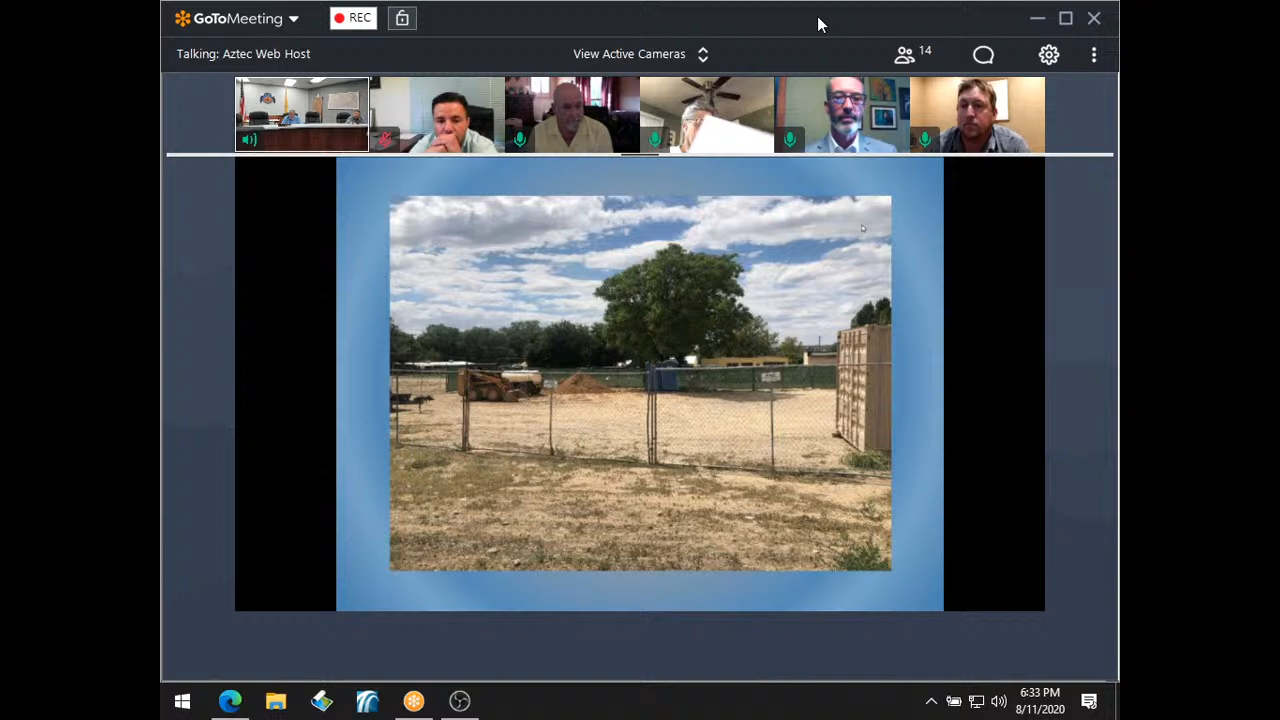 GoToMeeting
REC
Talking: Aztec Web Host
View Active Cameras
14
6:33 PM
8/11/2020